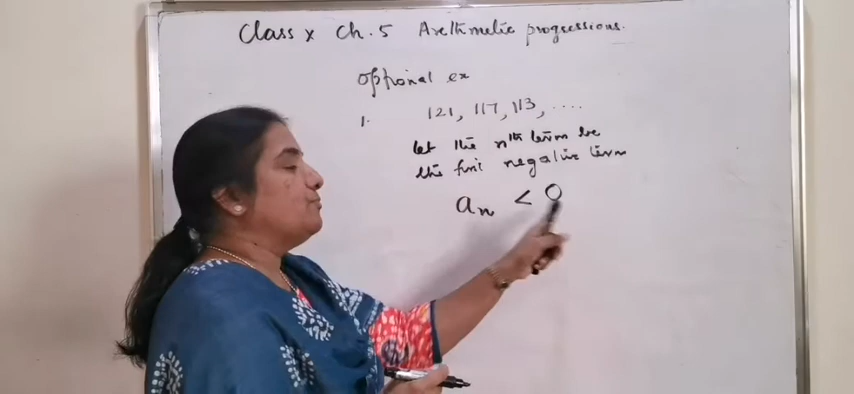 Class x Ch. 5 Arithmetic progressions.
Optional ex
1. 121, 117, 113, ....
Let the nth term be
the first negative term
an < 0